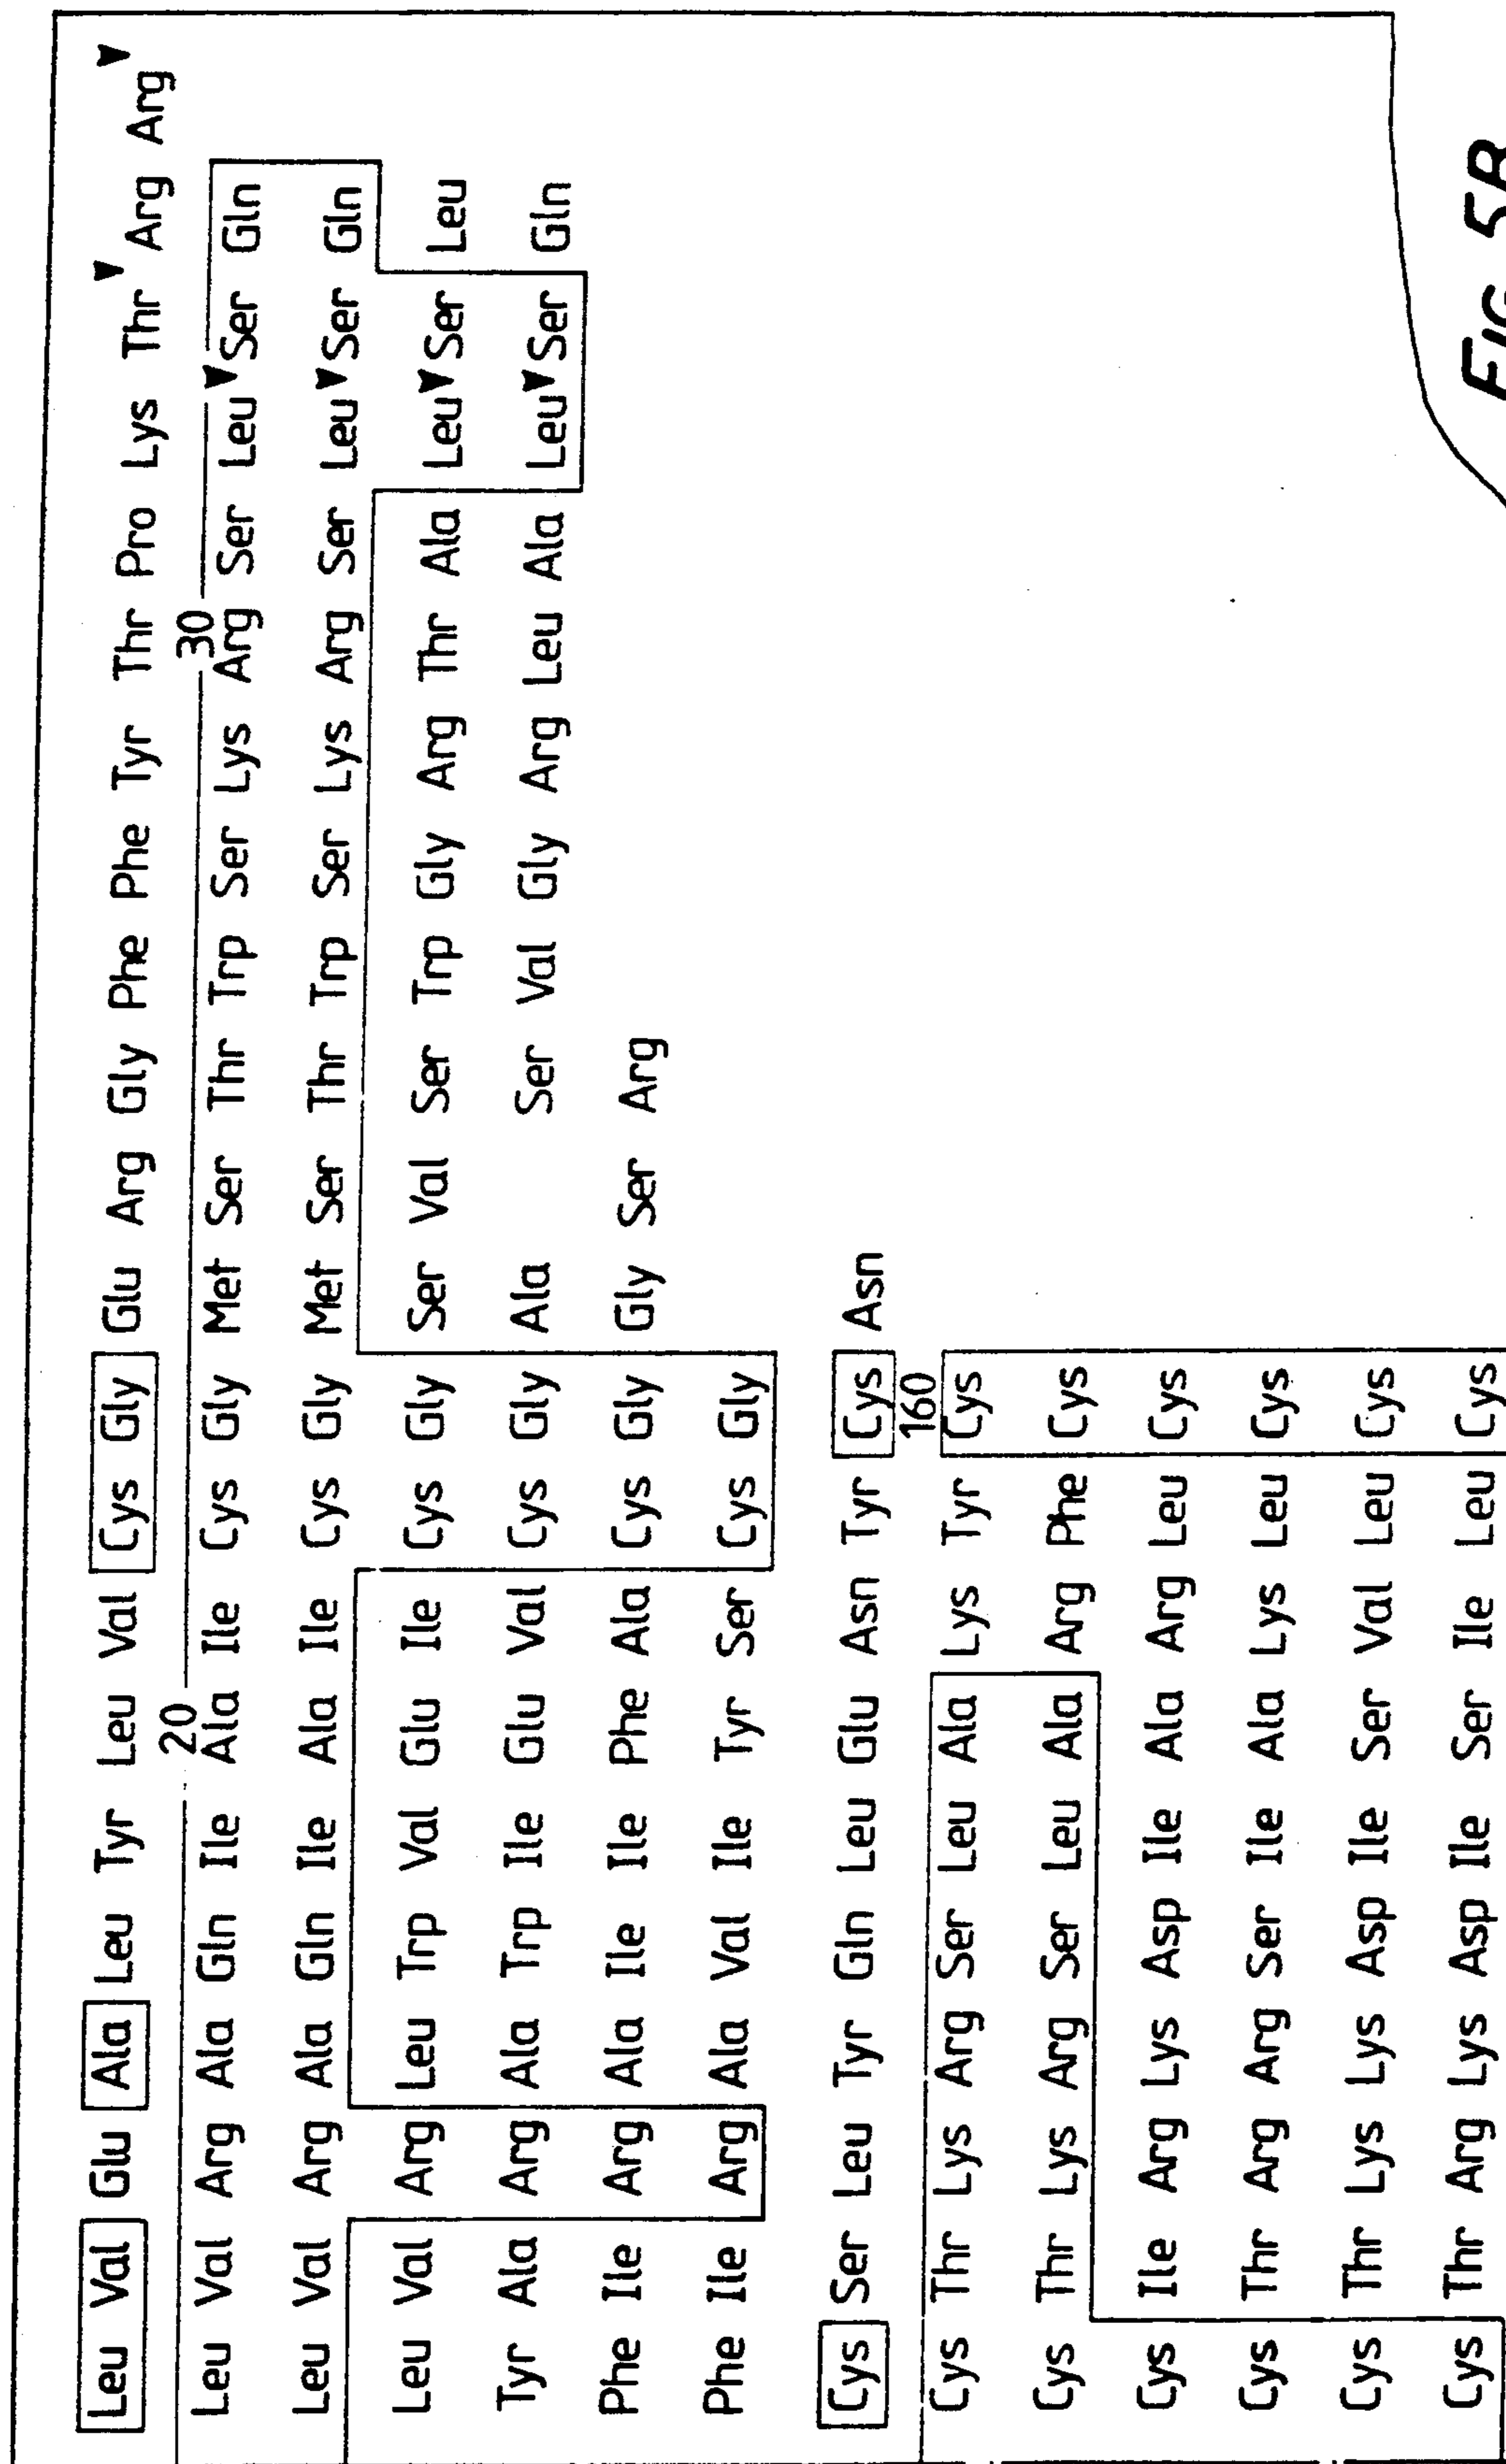 Leu Val Glu Ala Leu Tyr Leu Val Cys Gly Glu Arg Gly Phe Phe Tyr Thr Pro Lys Thr Arg Arg
20 30
Leu Val Arg Ala Gln Ile Ala Ile Cys Gly Met Ser Thr Trp Ser Lys Arg Ser Leu Ser Gln
Leu Val Arg Ala Gln Ile Ala Ile Cys Gly Met Ser Thr Trp Ser Lys Arg Ser Leu Ser Gln
Leu Val Arg Leu Trp Val Glu Ile Cys Gly Ser Val Ser Trp Gly Arg Thr Ala Leu Ser Leu
Tyr Ala Arg Ala Trp Ile Glu Val Cys Gly Ala Ser Val Gly Arg Leu Ala Leu Ser Gln
Phe Ile Arg Ala Ile Ile Phe Ala Cys Gly Gly Ser Arg
Phe Ile Arg Ala Val Ile Tyr Ser Cys Gly
Cys Ser Leu Tyr Gln Leu Glu Asn Tyr Cys Asn
160
Cys Thr Lys Arg Ser Leu Ala Lys Tyr Cys
Cys Thr Lys Arg Ser Leu Ala Arg Phe Cys
Cys Ile Arg Lys Asp Ile Ala Arg Leu Cys
Cys Thr Arg Arg Ser Ile Ala Lys Leu Cys
Cys Thr Lys Lys Asp Ile Ser Val Leu Cys
Cys Thr Arg Lys Asp Ile Ser Ile Leu Cys
FIG. 5B